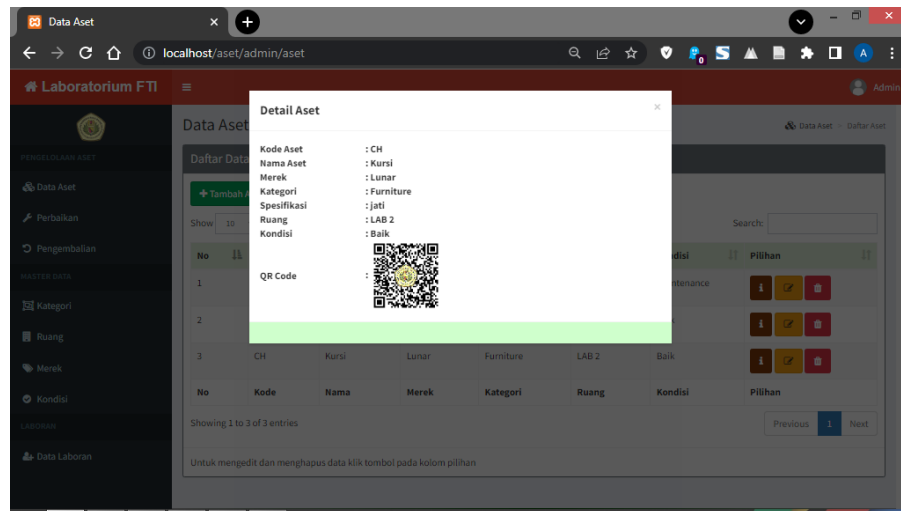 Data Aset
localhost/aset/admin/aset
0
A
Laboratorium FTI
Admin
Data Aset
Data Aset > Daftar Aset
PENGELOLAAN ASET
Data Aset
Perbaikan
Pengembalian
MASTER DATA
Kategori
Ruang
Merek
Kondisi
LABORAN
Data Laboran
Daftar Data
+ Tambah A
Show 10
Search:
Detail Aset ×
Kode Aset : CH
Nama Aset : Kursi
Merek : Lunar
Kategori : Furniture
Spesifikasi : jati
Ruang : LAB 2
Kondisi : Baik
QR Code :
No disi Pilihan
1 ntenance
2
3 CH Kursi Lunar Furniture LAB 2 Baik
No Kode Nama Merek Kategori Ruang Kondisi Pilihan
Showing 1 to 3 of 3 entries
Previous 1 Next
Untuk mengedit dan menghapus data klik tombol pada kolom pilihan